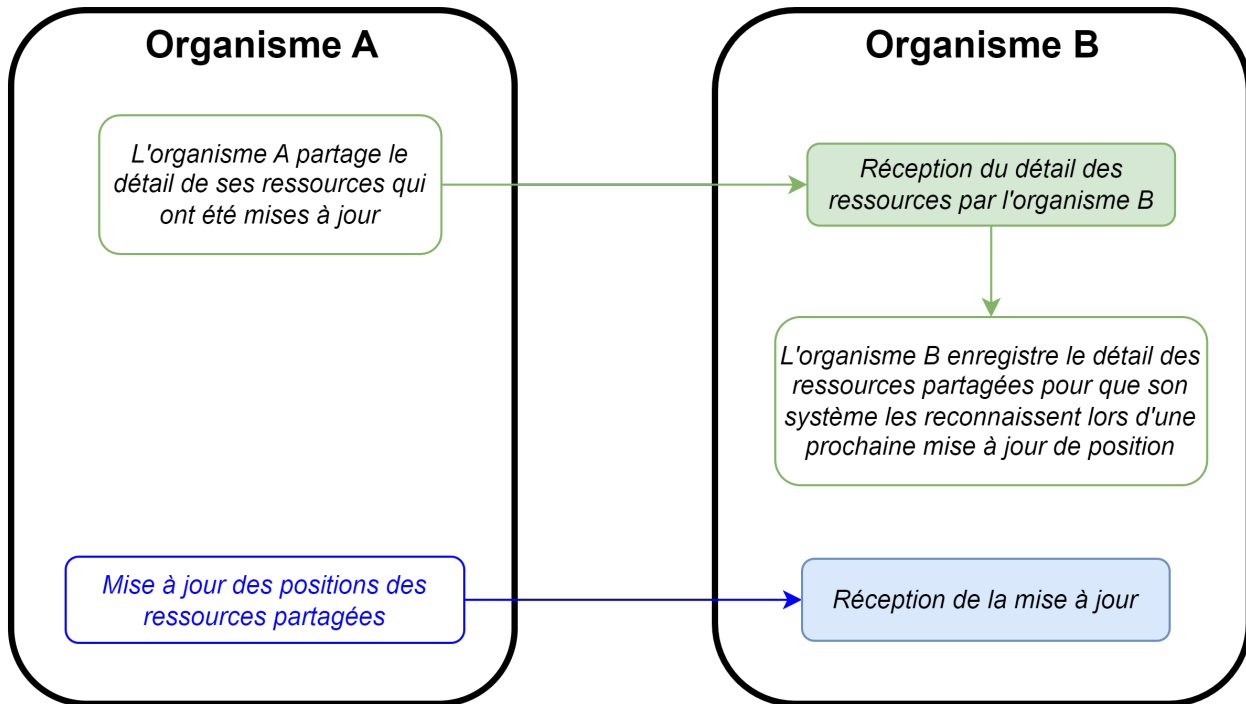 Organisme A
Organisme B
L'organisme A partage le
détail de ses ressources qui
ont été mises à jour
Réception du détail des
ressources par l'organisme B
L'organisme B enregistre le détail des
ressources partagées pour que son
système les reconnaissent lors d'une
prochaine mise à jour de position
Mise à jour des positions des
ressources partagées
Réception de la mise à jour